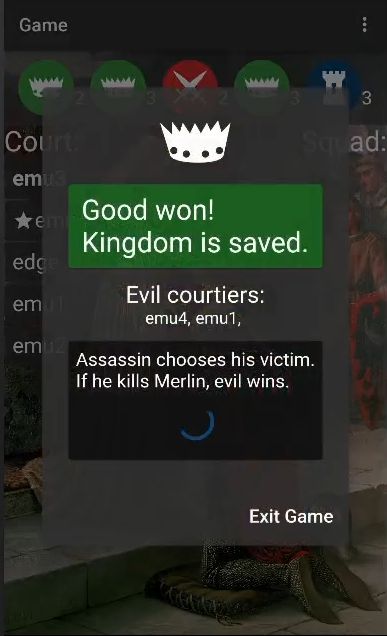 Game
2 3 2 3 3
Court: Squad:
emu3
edge
emu1
emu2
Good won!
Kingdom is saved.
Evil courtiers:
emu4, emu1,
Assassin chooses his victim.
If he kills Merlin, evil wins.
Exit Game